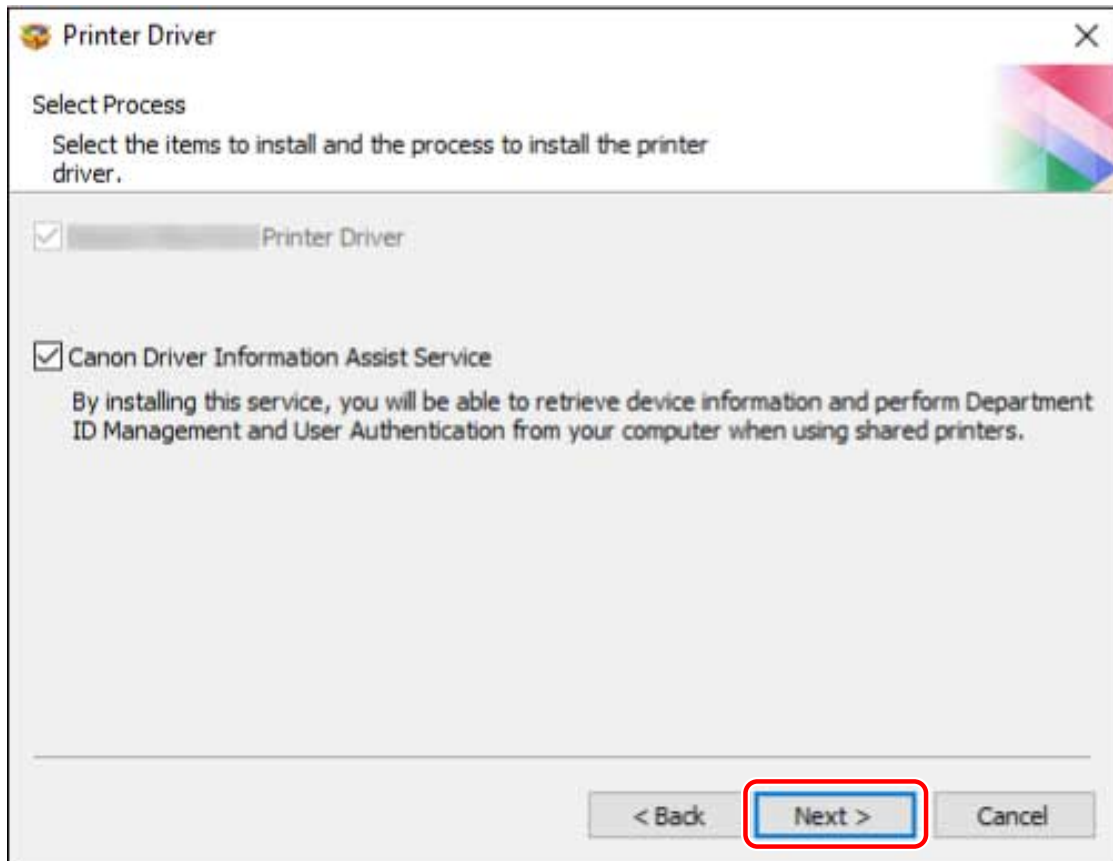 Printer Driver
Select Process
Select the items to install and the process to install the printer
driver.
Printer Driver
Canon Driver Information Assist Service
By installing this service, you will be able to retrieve device information and perform Department
ID Management and User Authentication from your computer when using shared printers.
< Back Next > Cancel